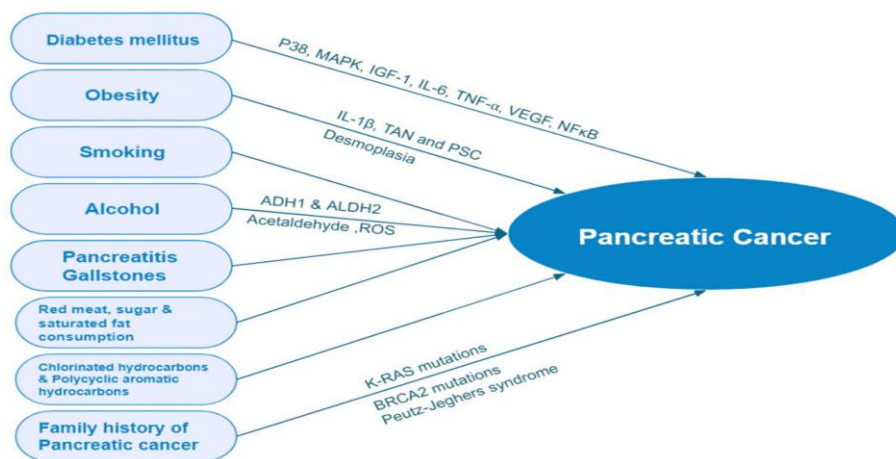 Diabetes mellitus
P38, MAPK, IGF-1, IL-6, TNF-α, VEGF, NFκB
Obesity
IL-1β, TAN and PSC
Desmoplasia
Smoking
Alcohol
ADH1 & ALDH2
Acetaldehyde ,ROS
Pancreatic Cancer
Pancreatitis
Gallstones
Red meat, sugar &
saturated fat
consumption
Chlorinated hydrocarbons
& Polycyclic aromatic
hydrocarbons
K-RAS mutations
BRCA2 mutations
Peutz-Jeghers syndrome
Family history of
Pancreatic cancer